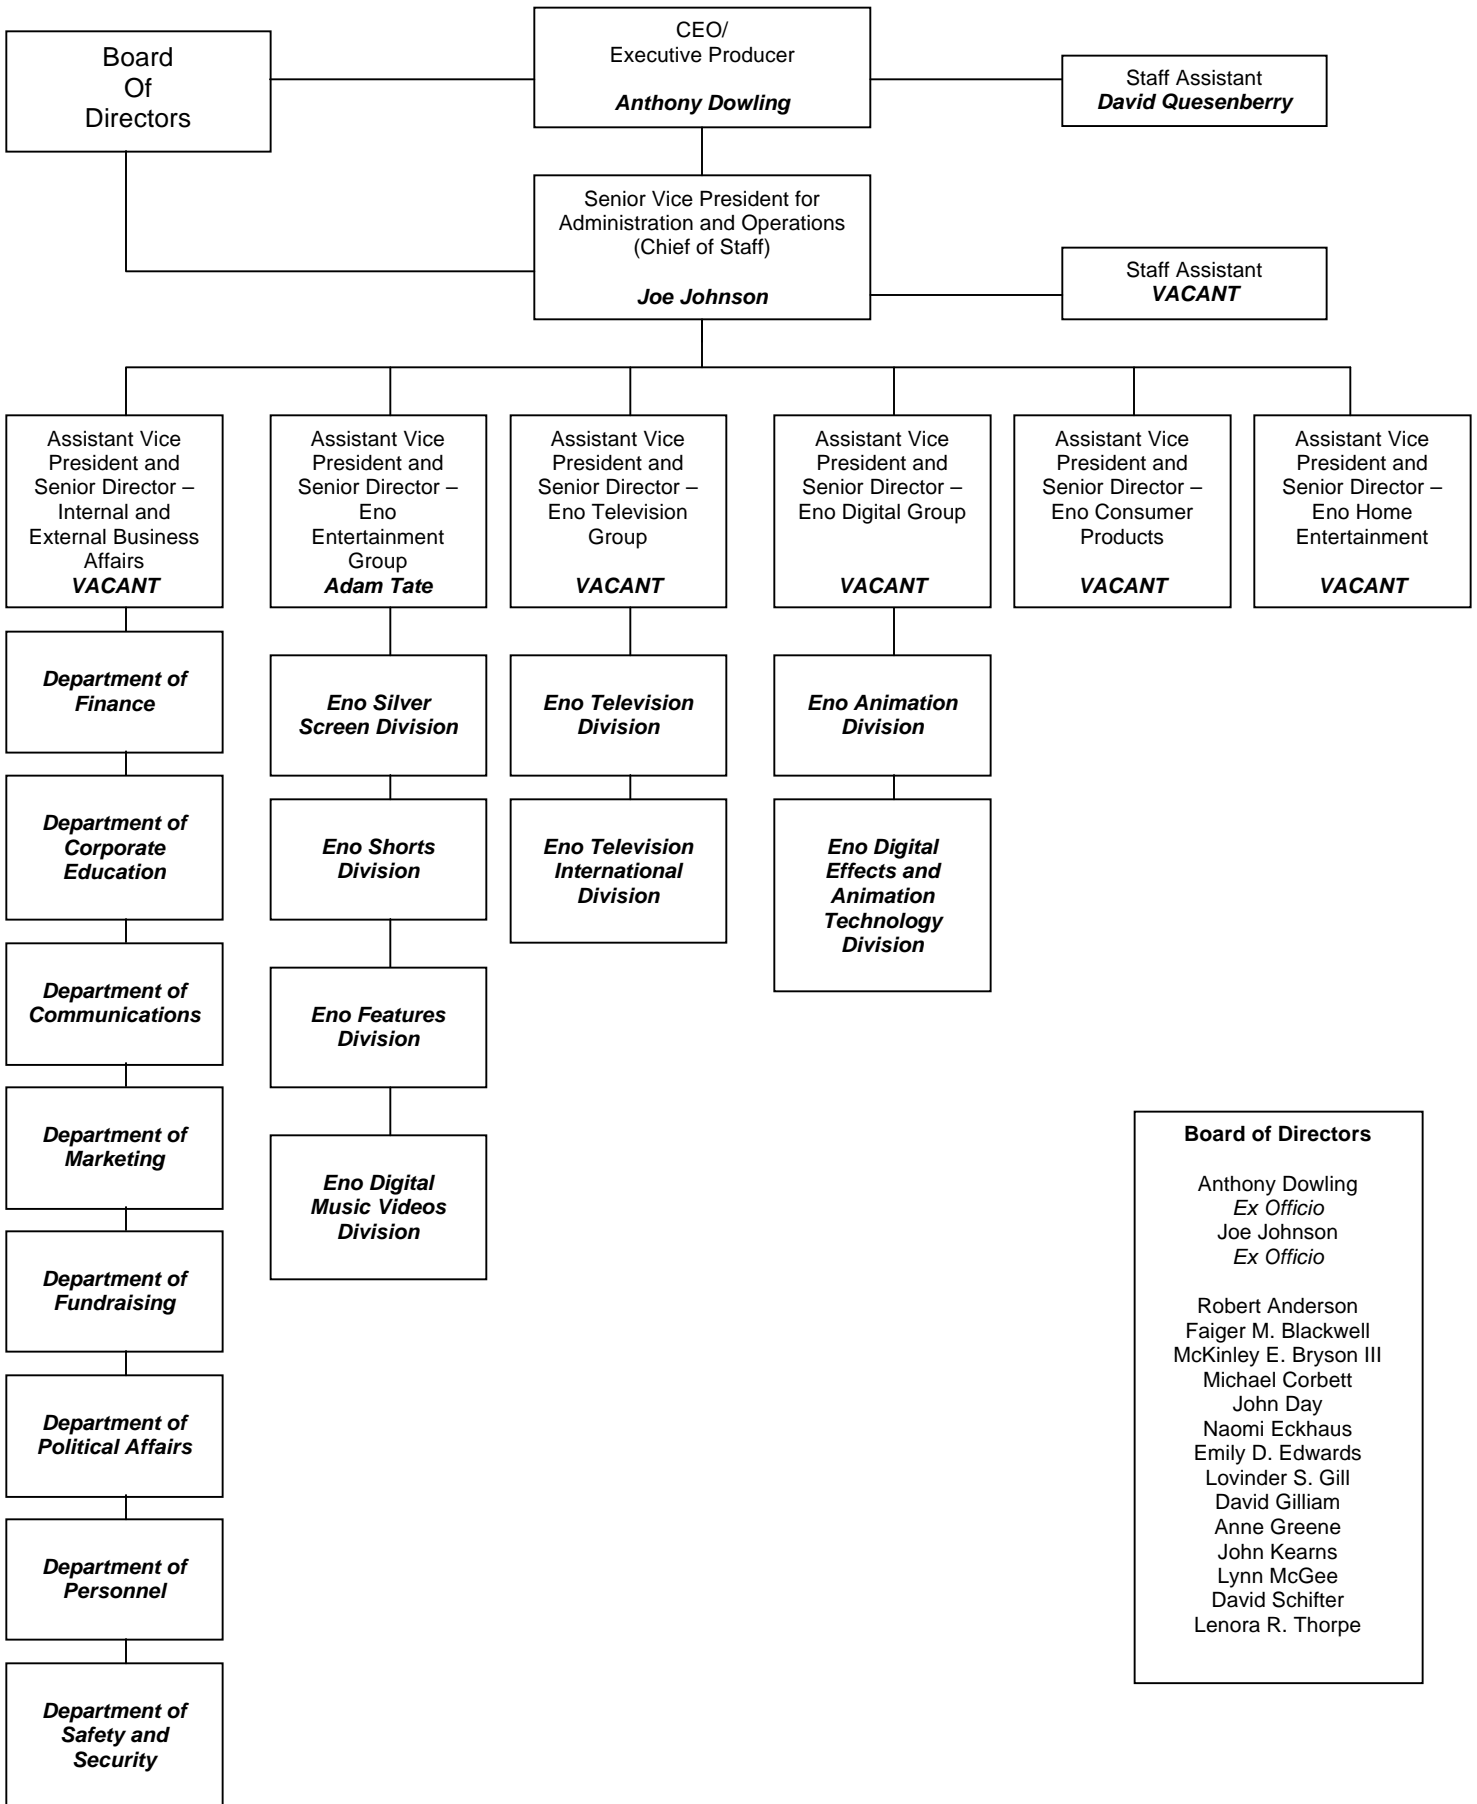 Board
Of
Directors
CEO/
Executive Producer
Anthony Dowling
Staff Assistant
David Quesenberry
Senior Vice President for
Administration and Operations
(Chief of Staff)
Joe Johnson
Staff Assistant
VACANT
Assistant Vice
President and
Senior Director –
Internal and
External Business
Affairs
VACANT
Assistant Vice
President and
Senior Director –
Eno
Entertainment
Group
Adam Tate
Assistant Vice
President and
Senior Director –
Eno Television
Group
VACANT
Assistant Vice
President and
Senior Director –
Eno Digital Group
VACANT
Assistant Vice
President and
Senior Director –
Eno Consumer
Products
VACANT
Assistant Vice
President and
Senior Director –
Eno Home
Entertainment
VACANT
Department of
Finance
Department of
Corporate
Education
Department of
Communications
Department of
Marketing
Department of
Fundraising
Department of
Political Affairs
Department of
Personnel
Department of
Safety and
Security
Eno Silver
Screen Division
Eno Shorts
Division
Eno Features
Division
Eno Digital
Music Videos
Division
Eno Television
Division
Eno Television
International
Division
Eno Animation
Division
Eno Digital
Effects and
Animation
Technology
Division
Board of Directors
Anthony Dowling
Ex Officio
Joe Johnson
Ex Officio
Robert Anderson
Faiger M. Blackwell
McKinley E. Bryson III
Michael Corbett
John Day
Naomi Eckhaus
Emily D. Edwards
Lovinder S. Gill
David Gilliam
Anne Greene
John Kearns
Lynn McGee
David Schifter
Lenora R. Thorpe